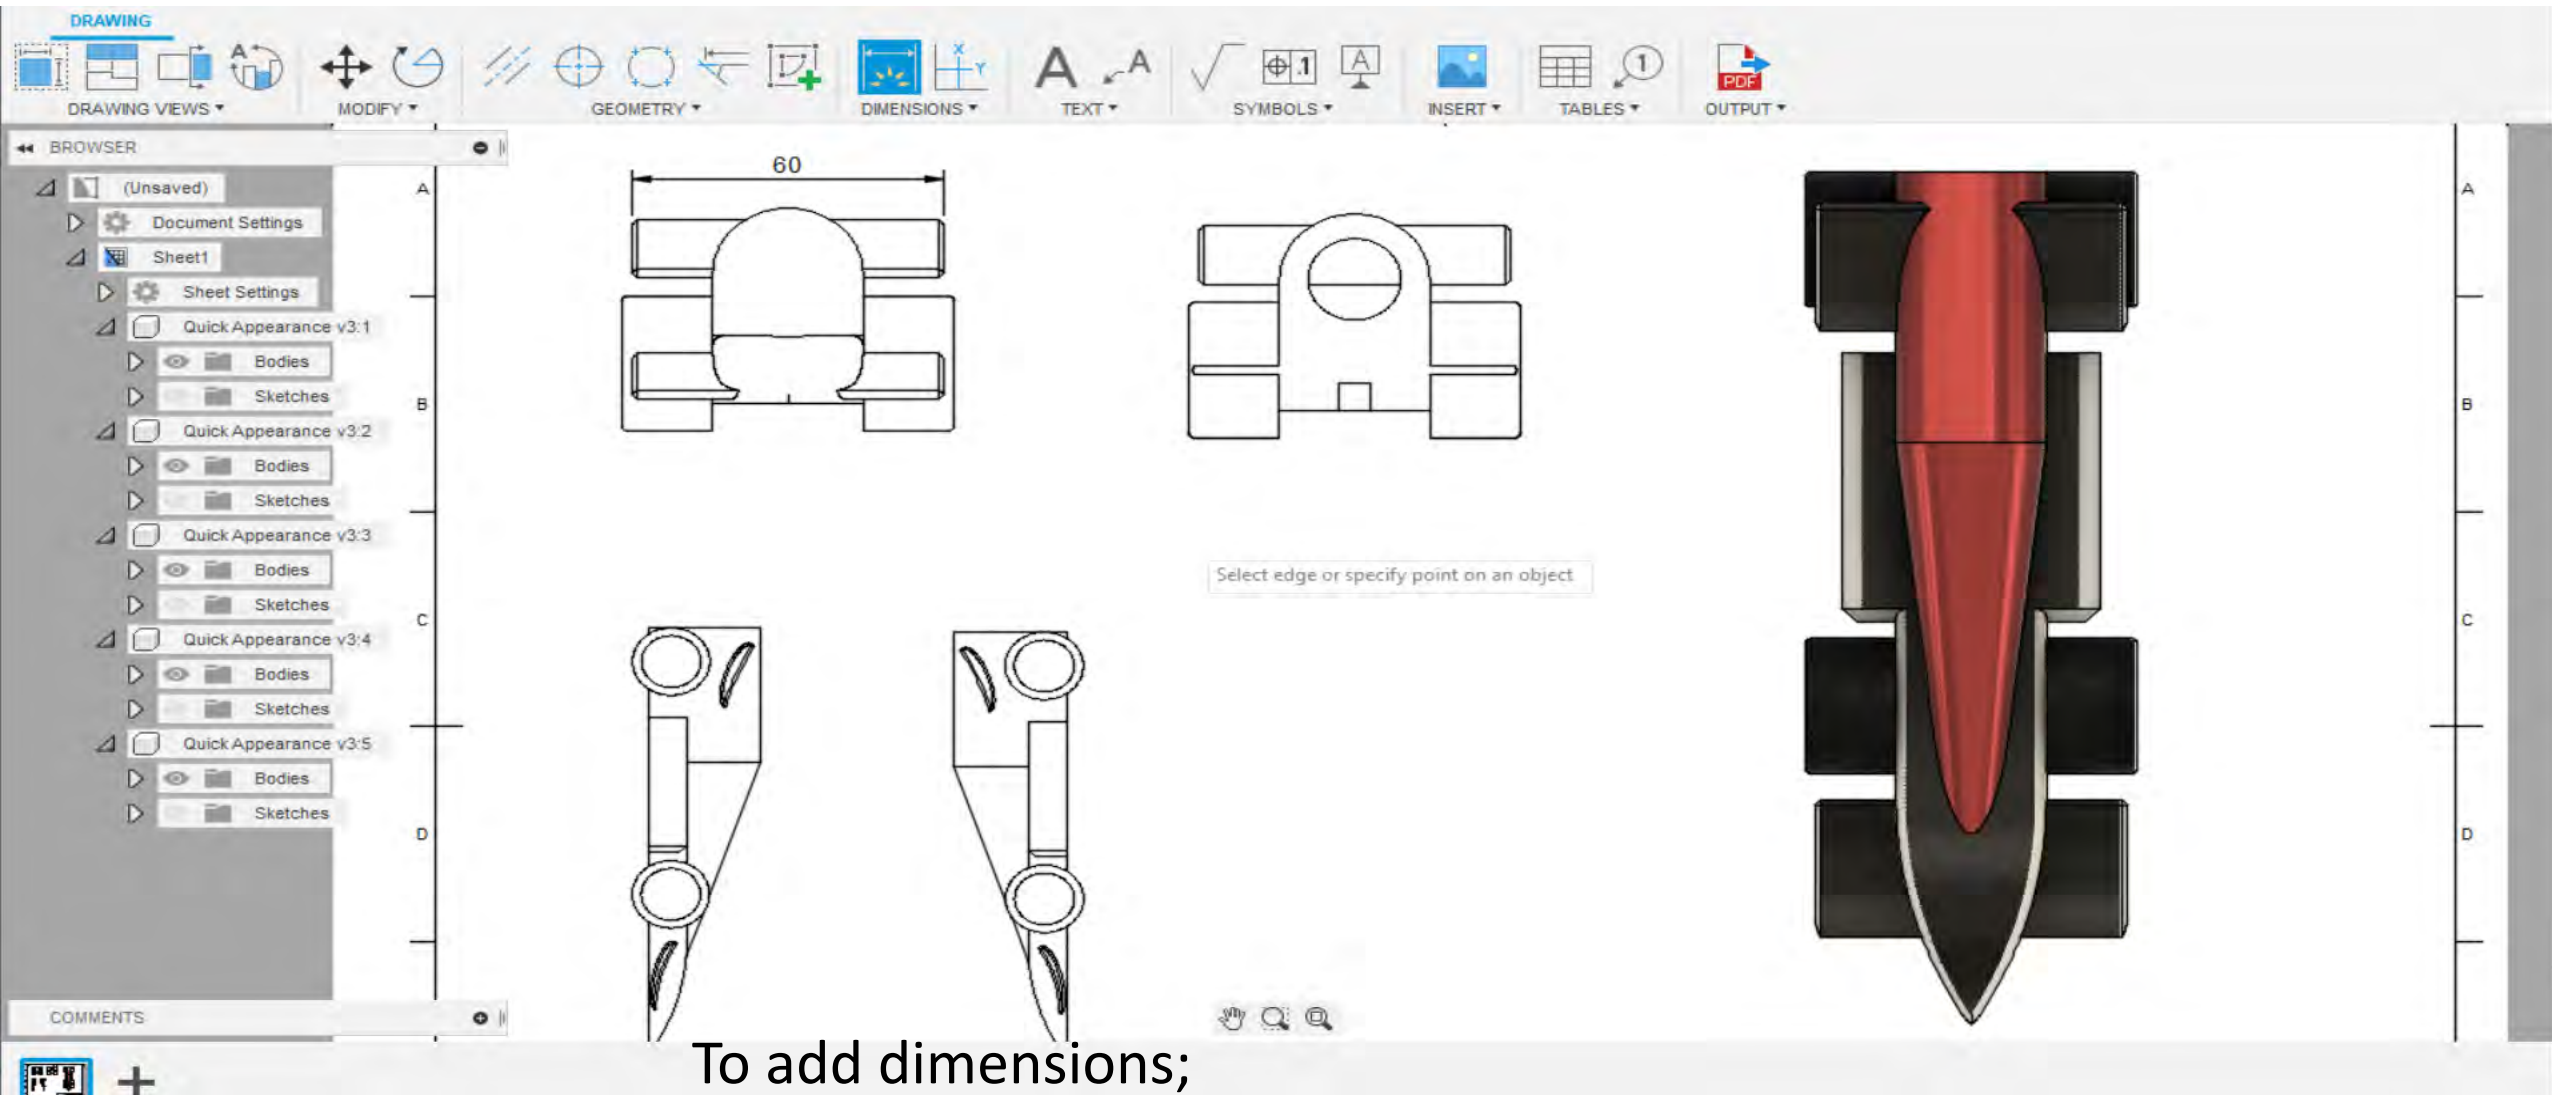 DRAWING
A
X
Y
A
A
.1
A
1
PDF
DRAWING VIEWS
MODIFY
GEOMETRY
DIMENSIONS
TEXT
SYMBOLS
INSERT
TABLES
OUTPUT
BROWSER
(Unsaved)
Document Settings
Sheet1
Sheet Settings
Quick Appearance v3:1
Bodies
Sketches
Quick Appearance v3:2
Bodies
Sketches
Quick Appearance v3:3
Bodies
Sketches
Quick Appearance v3:4
Bodies
Sketches
Quick Appearance v3:5
Bodies
Sketches
A
B
C
D
60
Select edge or specify point on an object
A
B
C
D
COMMENTS
To add dimensions;